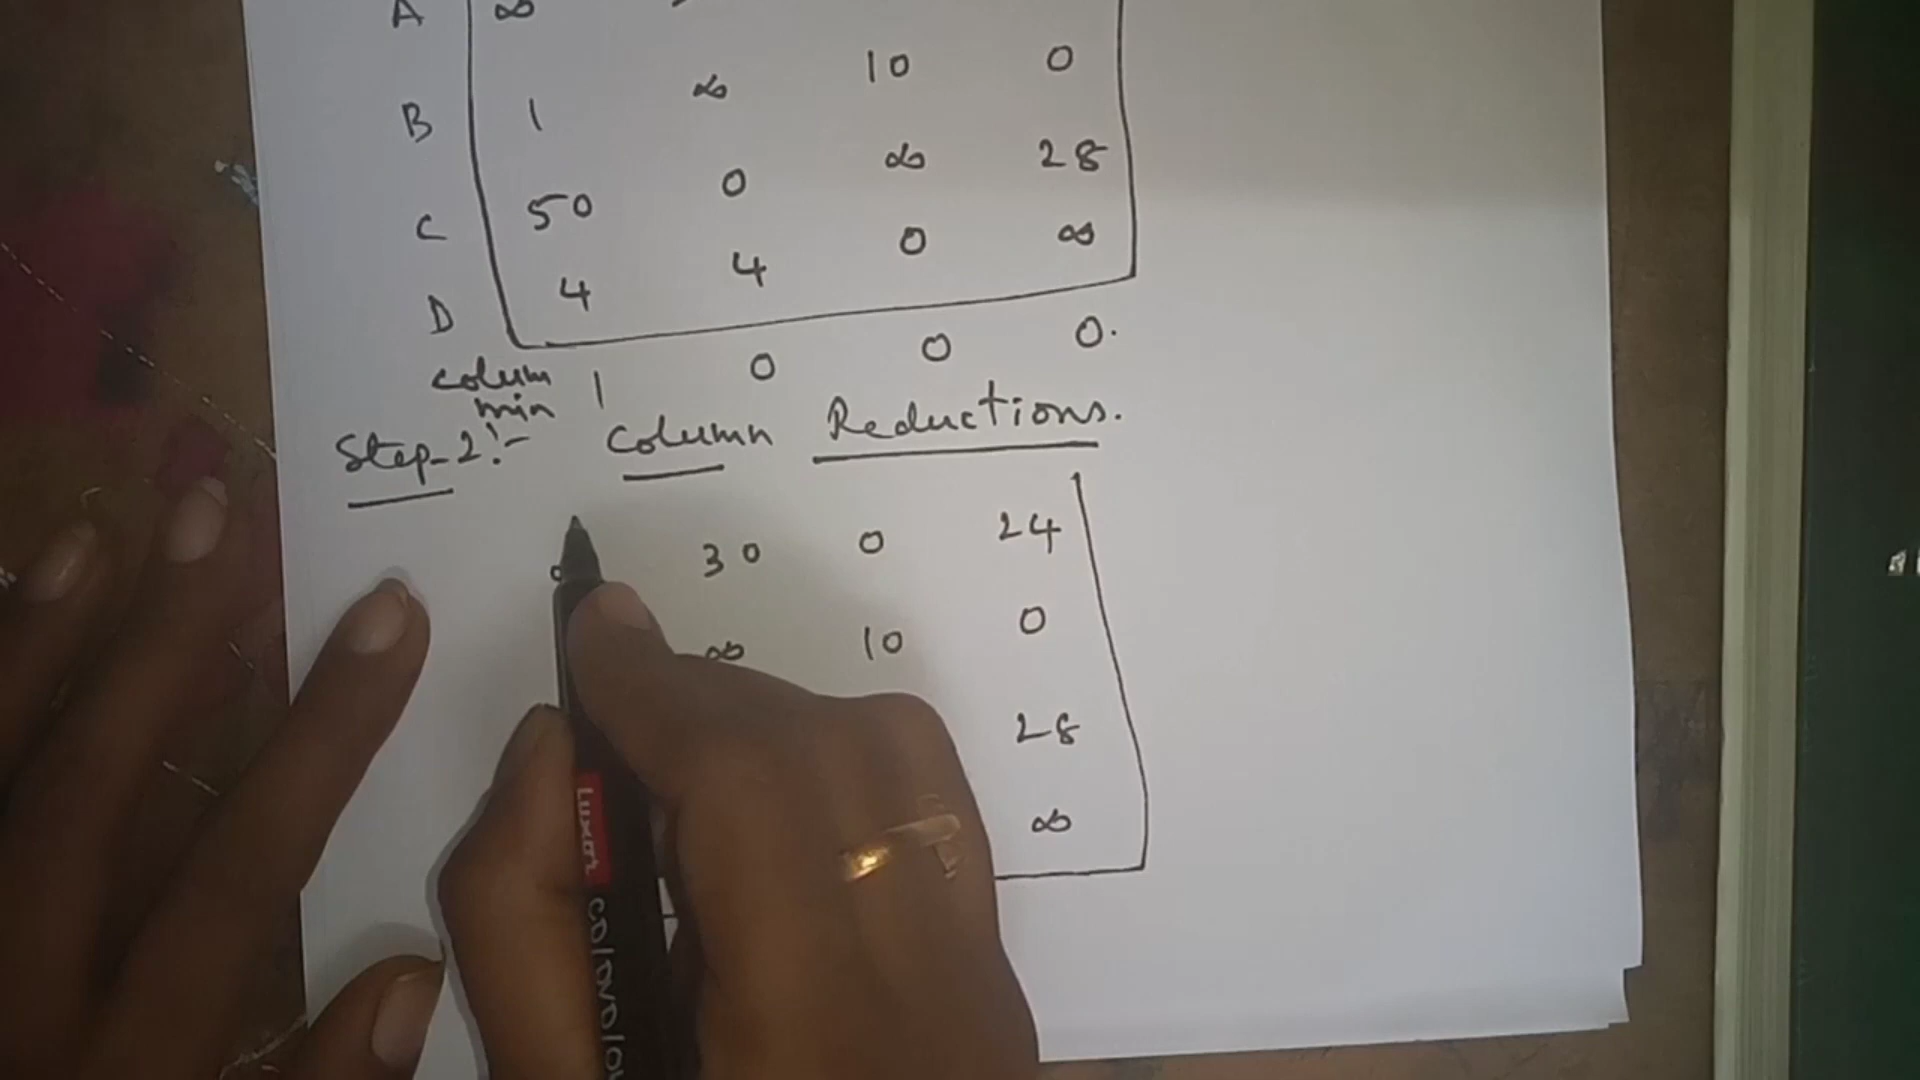 A ∞
B 1 ∞ 10 0
C 50 0 ∞ 28
D 4 4 0 ∞
colum min 1 0 0 0.
Step-2:- Column Reductions.
30 0 24
∞ 10 0
28
∞
Luxor